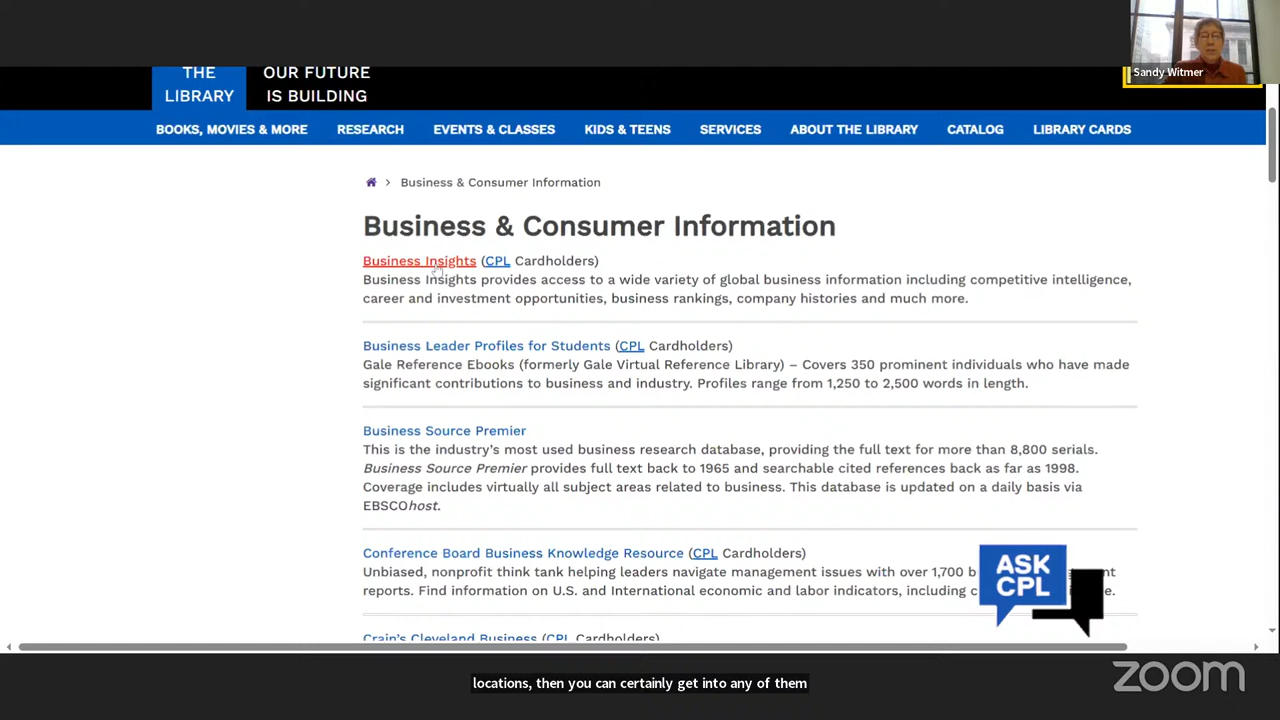 Sandy Witmer
THE
LIBRARY
OUR FUTURE
IS BUILDING
BOOKS, MOVIES & MORE
RESEARCH
EVENTS & CLASSES
KIDS & TEENS
SERVICES
ABOUT THE LIBRARY
CATALOG
LIBRARY CARDS
Business & Consumer Information
Business & Consumer Information
Business Insights (CPL Cardholders)
Business Insights provides access to a wide variety of global business information including competitive intelligence,
career and investment opportunities, business rankings, company histories and much more.
Business Leader Profiles for Students (CPL Cardholders)
Gale Reference Ebooks (formerly Gale Virtual Reference Library) – Covers 350 prominent individuals who have made
significant contributions to business and industry. Profiles range from 1,250 to 2,500 words in length.
Business Source Premier
This is the industry's most used business research database, providing the full text for more than 8,800 serials.
Business Source Premier provides full text back to 1965 and searchable cited references back as far as 1998.
Coverage includes virtually all subject areas related to business. This database is updated on a daily basis via
EBSCOhost.
Conference Board Business Knowledge Resource (CPL Cardholders)
Unbiased, nonprofit think tank helping leaders navigate management issues with over 1,700
reports. Find information on U.S. and International economic and labor indicators, including
ASK
CPL
Crain's Cleveland Business (CPL Cardholders)
locations, then you can certainly get into any of them
zoom